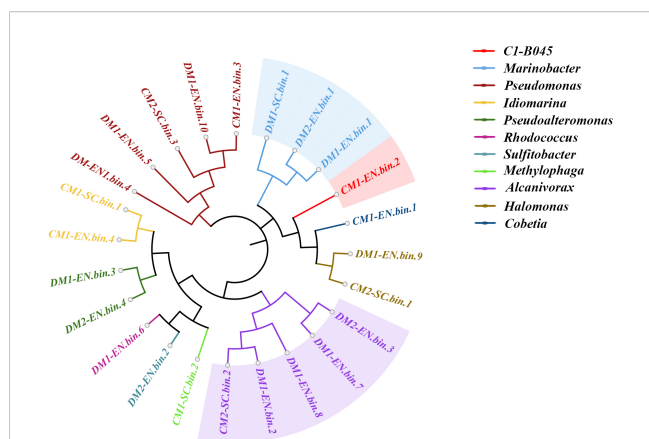 CM1-EN.bin.3
DM1-EN.bin.10
CM2-SC.bin.3
DM1-EN.bin.5
DM-EN1.bin.4
CM1-SC.bin.1
CM1-EN.bin.4
DM1-EN.bin.3
DM2-EN.bin.4
DM1-EN.bin.6
DM2-EN.bin.2
CM1-SC.bin.2
CM2-SC.bin.2
DM1-EN.bin.2
DM1-EN.bin.8
DM1-EN.bin.7
DM2-EN.bin.3
CM2-SC.bin.1
DM1-EN.bin.9
CM1-EN.bin.1
CM1-EN.bin.2
DM1-EN.bin.1
DM2-EN.bin.1
DM1-SC.bin.1
C1-B045
Marinobacter
Pseudomonas
Idiomarina
Pseudoalteromonas
Rhodococcus
Sulfitobacter
Methylophaga
Alcanivorax
Halomonas
Cobetia